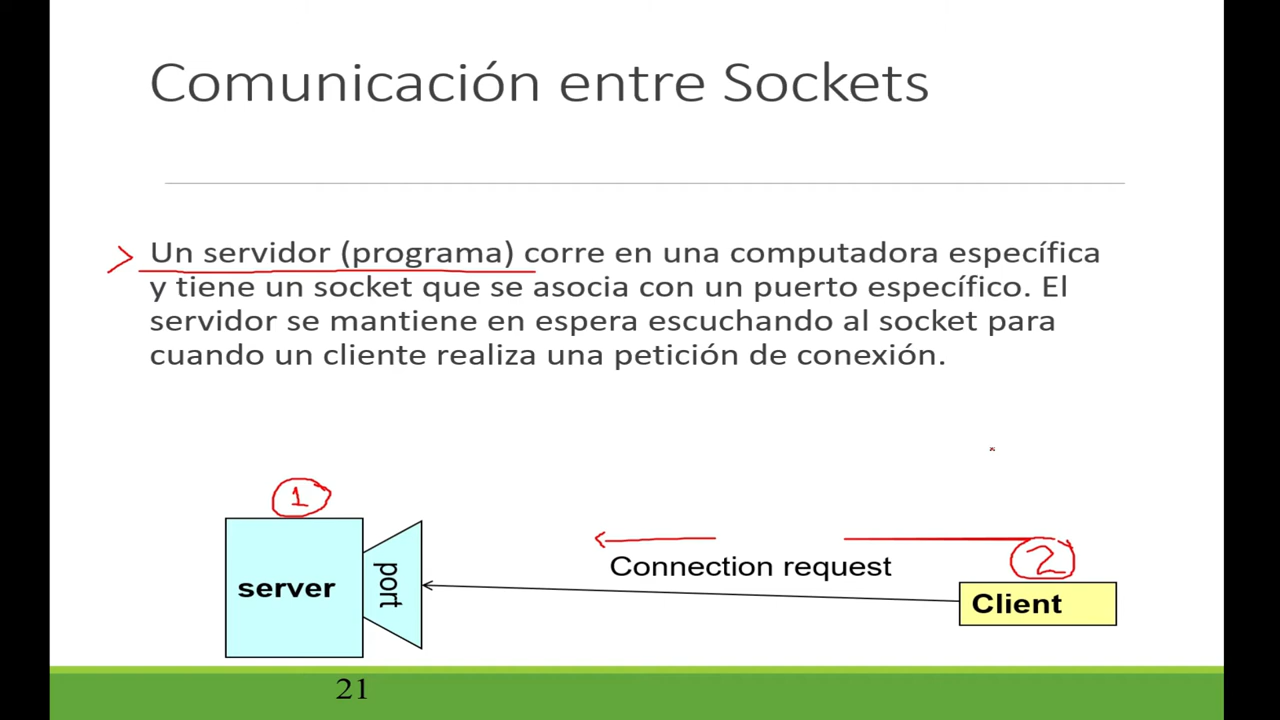 Comunicación entre Sockets
Un servidor (programa) corre en una computadora específica
y tiene un socket que se asocia con un puerto específico. El
servidor se mantiene en espera escuchando al socket para
cuando un cliente realiza una petición de conexión.
1
2
Connection request
server
port
Client
21